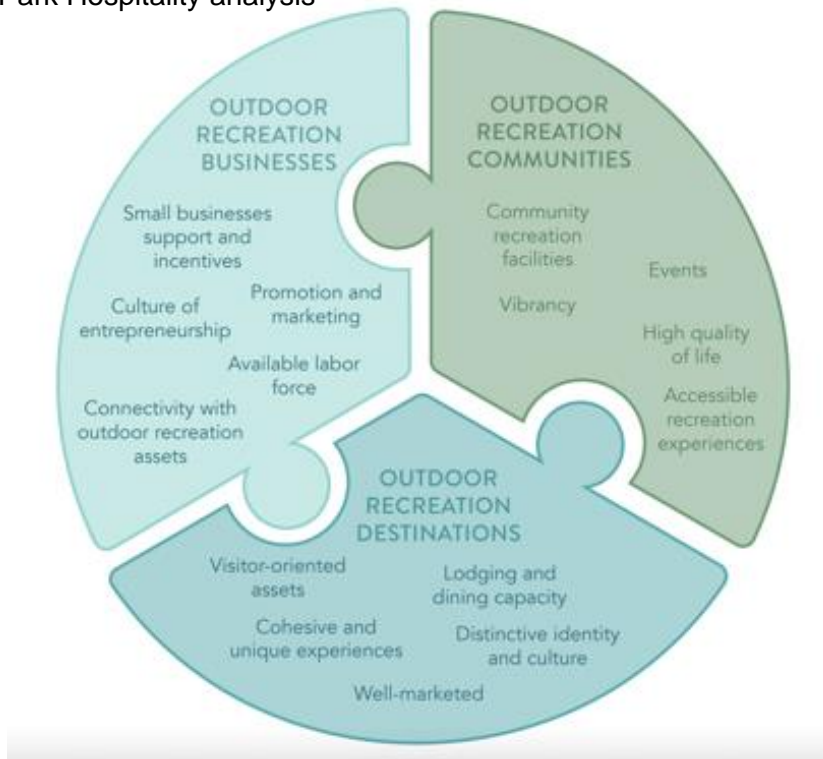 Park Hospitality analysis
OUTDOOR
RECREATION
BUSINESSES
Small businesses
support and
incentives
Culture of
entrepreneurship
Promotion and
marketing
Available labor
force
Connectivity with
outdoor recreation
assets
OUTDOOR
RECREATION
COMMUNITIES
Community
recreation
facilities
Events
Vibrancy
High quality
of life
Accessible
recreation
experiences
OUTDOOR
RECREATION
DESTINATIONS
Visitor-oriented
assets
Lodging and
dining capacity
Cohesive and
unique experiences
Distinctive identity
and culture
Well-marketed